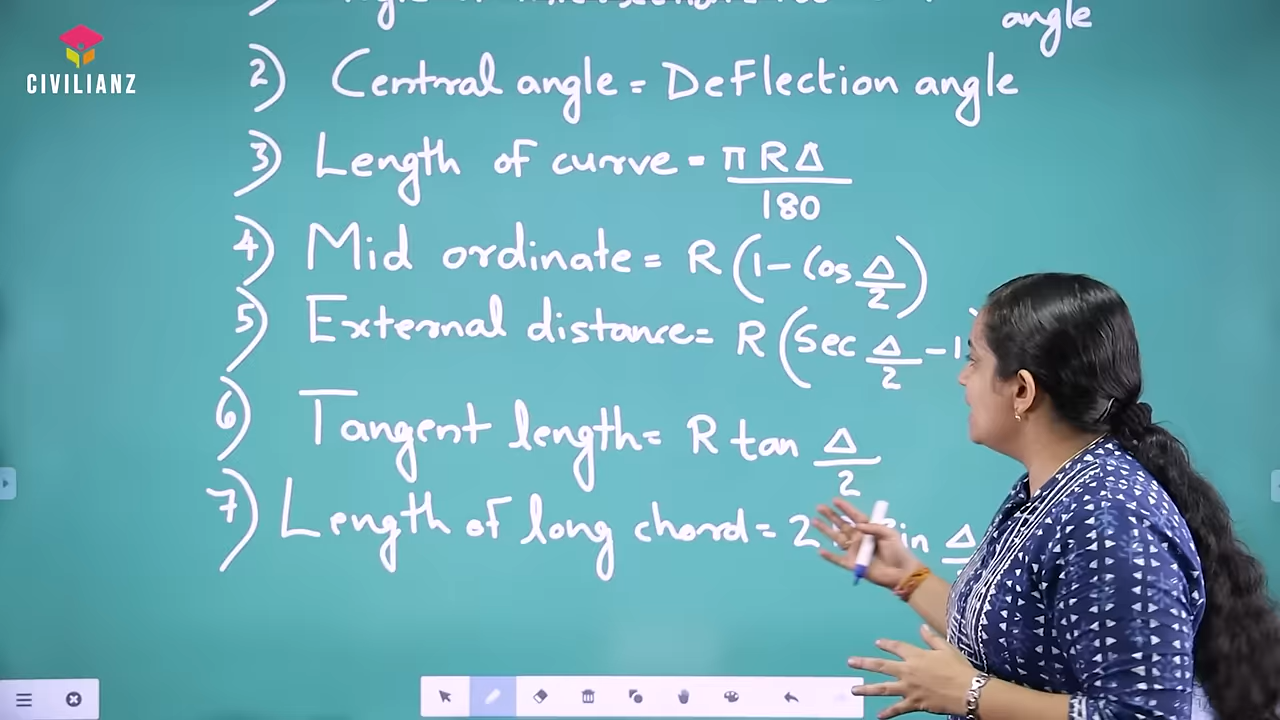 angle
CIVILIANZ
2) Central angle = Deflection angle
3) Length of curve = πRΔ
180
4) Mid ordinate = R(1 - Cos Δ/2)
5) External distance = R(Sec Δ/2 - 1)
6) Tangent length = R tan Δ/2
7) Length of long chord = 2 in Δ